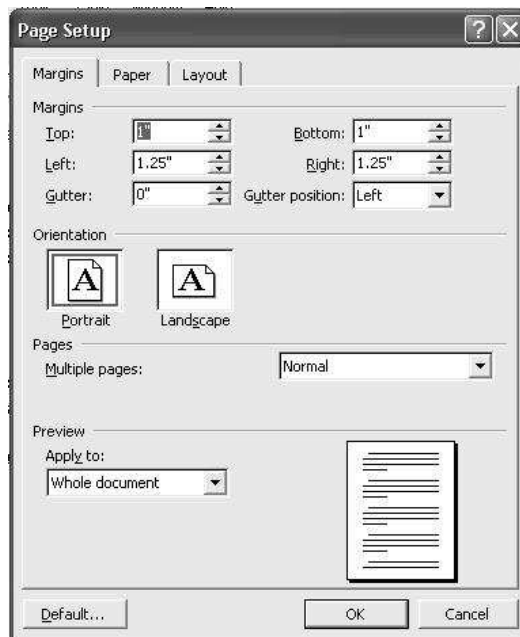 Page Setup
Margins Paper Layout
Margins
Top: 1" Bottom: 1"
Left: 1.25" Right: 1.25"
Gutter: 0" Gutter position: Left
Orientation
A A
Portrait Landscape
Pages
Multiple pages: Normal
Preview
Apply to:
Whole document
Default... OK Cancel